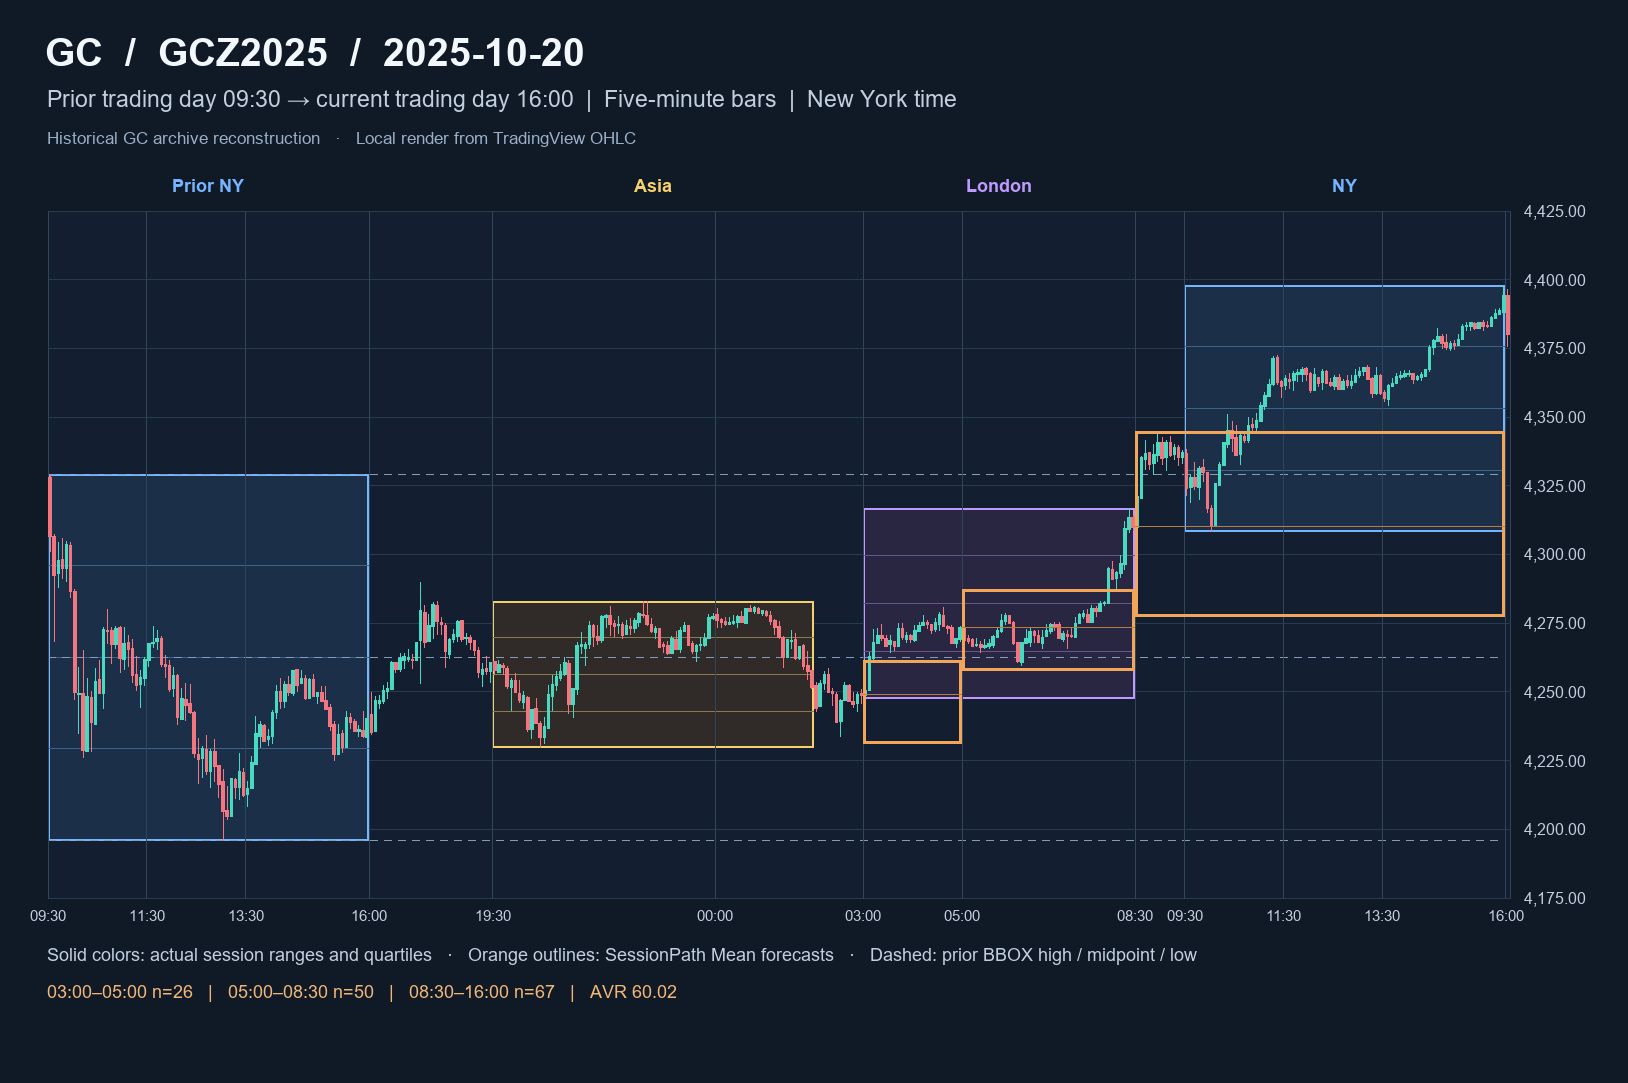 GC / GCZ2025 / 2025-10-20
Prior trading day 09:30 → current trading day 16:00 | Five-minute bars | New York time
Historical GC archive reconstruction · Local render from TradingView OHLC
Prior NY Asia London NY
4,425.00
4,400.00
4,375.00
4,350.00
4,325.00
4,300.00
4,275.00
4,250.00
4,225.00
4,200.00
4,175.00
09:30 11:30 13:30 16:00 19:30 00:00 03:00 05:00 08:30 09:30 11:30 13:30 16:00
Solid colors: actual session ranges and quartiles · Orange outlines: SessionPath Mean forecasts · Dashed: prior BBOX high / midpoint / low
03:00–05:00 n=26 | 05:00–08:30 n=50 | 08:30–16:00 n=67 | AVR 60.02